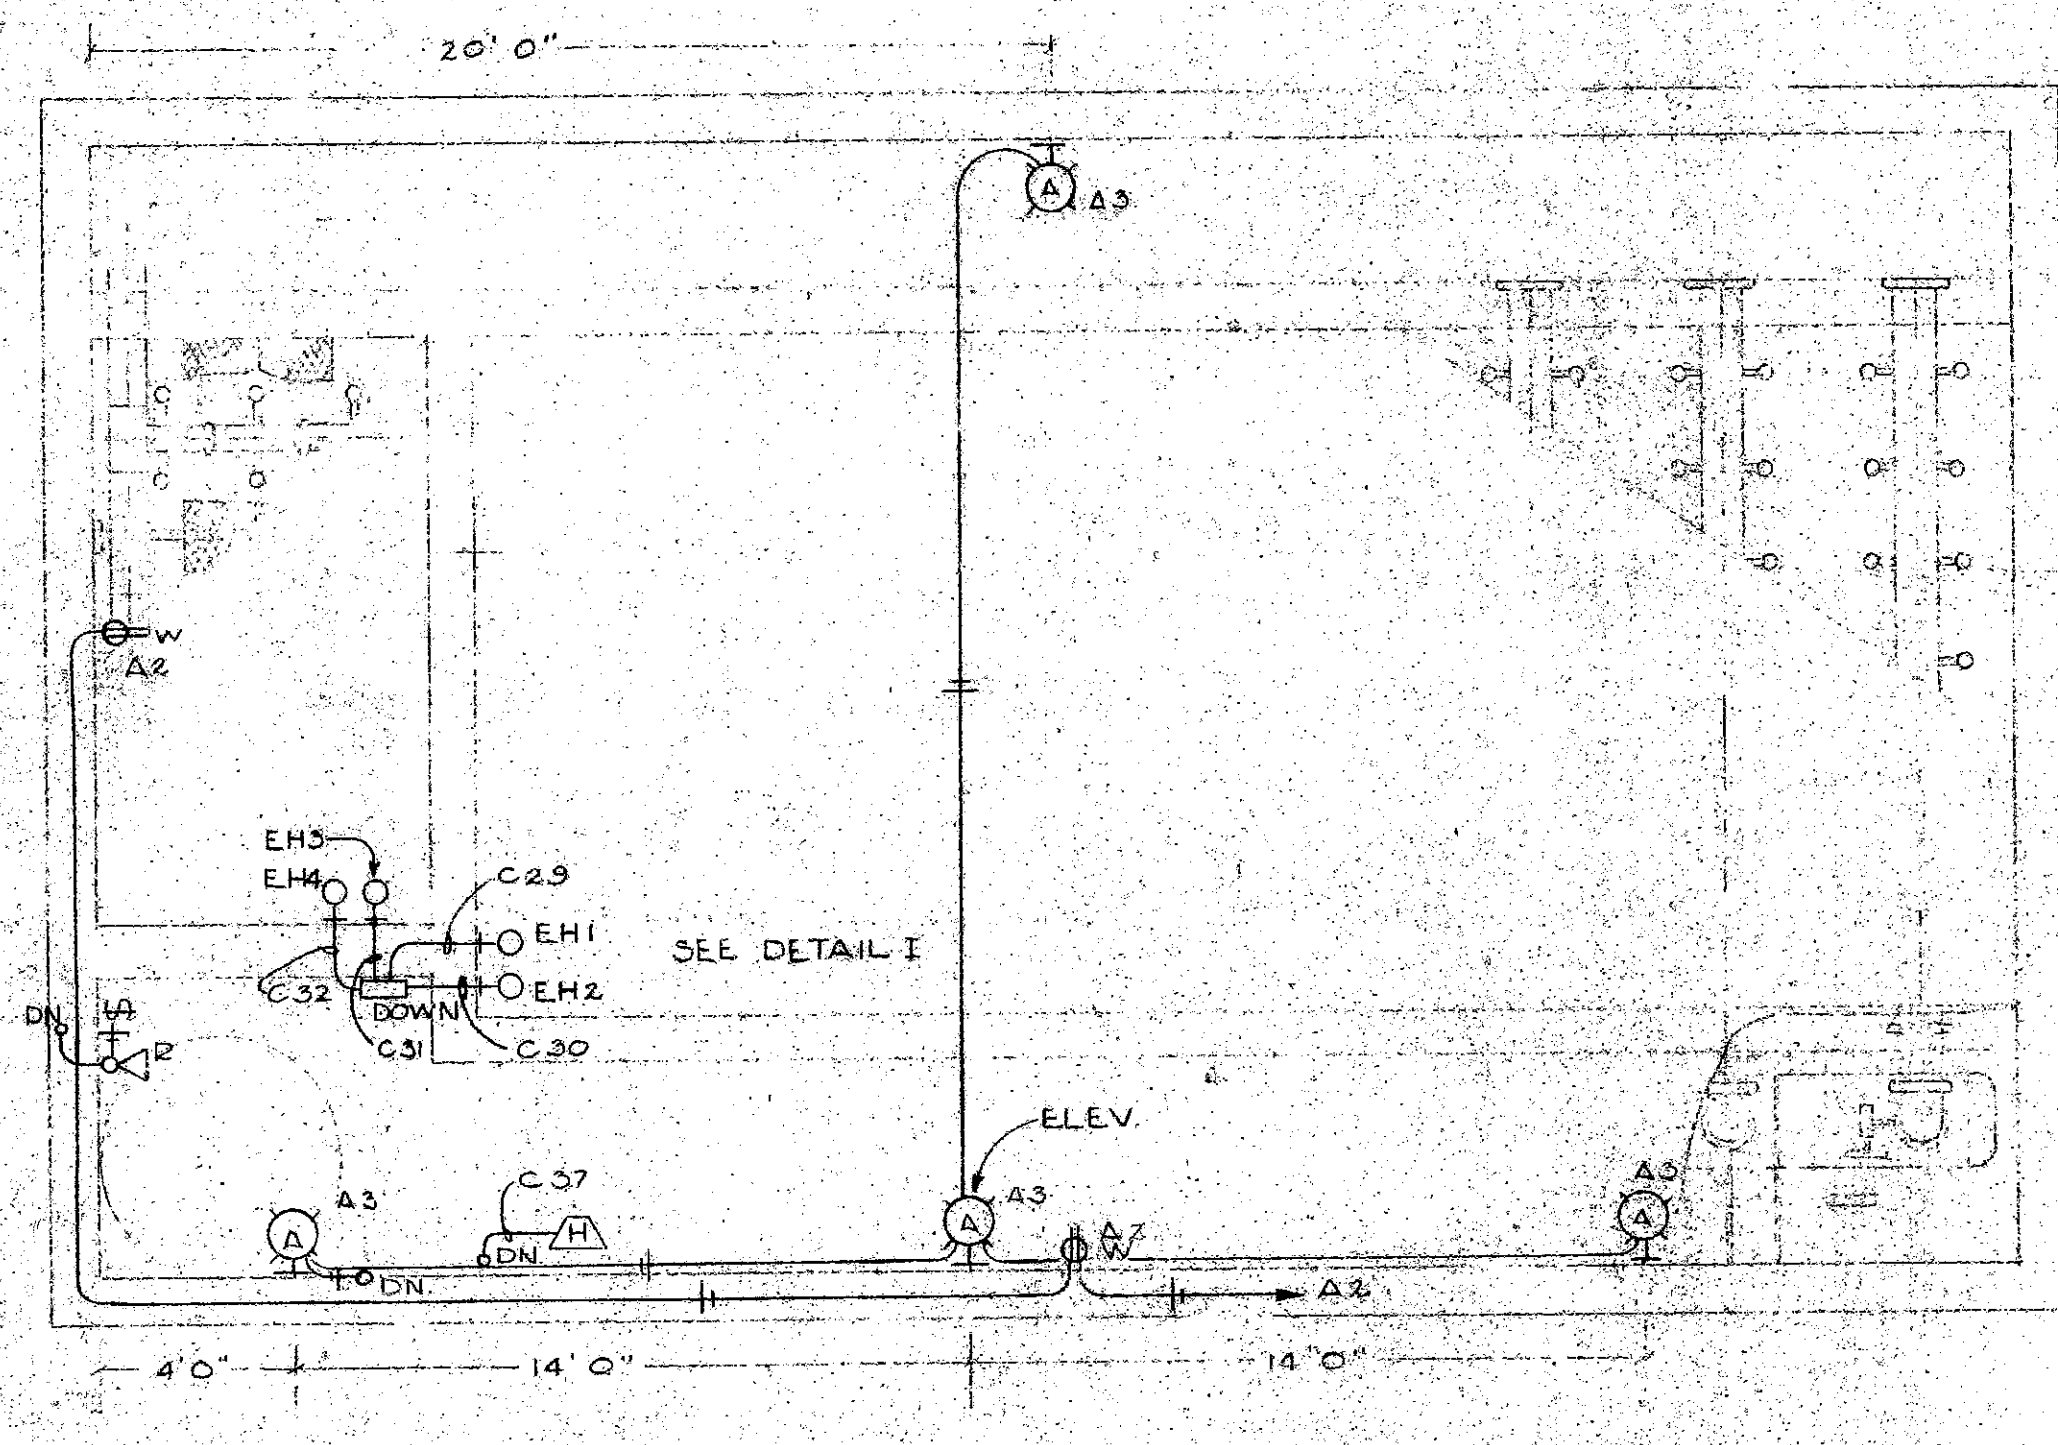 20' 0"
A
A3
W
A2
EH3
EH4
C29
EH1
SEE DETAIL I
C32
EH2
DOWN
DN
S
R
C31
C30
ELEV.
C37
A3
A
H
DN
DN
A3
A
W
A3
A
A2
4'0"
14' 0"
14"0"